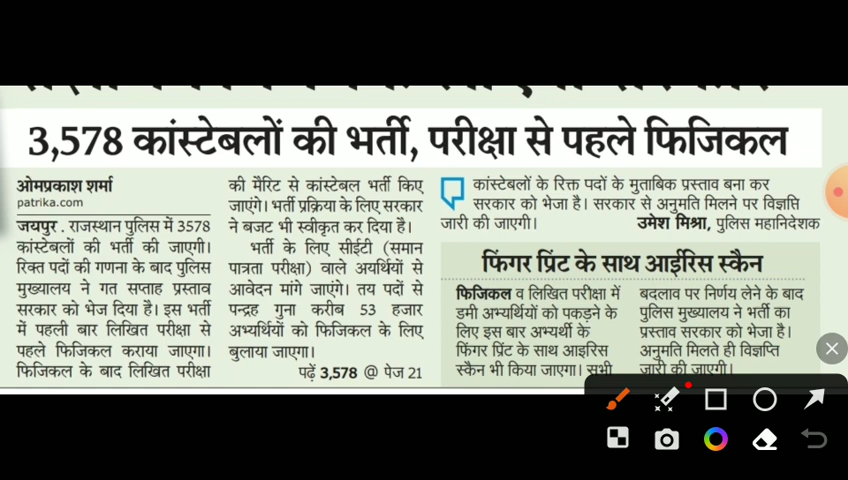 3,578 कांस्टेबलों की भर्ती, परीक्षा से पहले फिजिकल
ओमप्रकाश शर्मा
patrika.com
जयपुर . राजस्थान पुलिस में 3578
कांस्टेबलों की भर्ती की जाएगी।
रिक्त पदों की गणना के बाद पुलिस
मुख्यालय ने गत सप्ताह प्रस्ताव
सरकार को भेज दिया है। इस भर्ती
में पहली बार लिखित परीक्षा से
पहले फिजिकल कराया जाएगा।
फिजिकल के बाद लिखित परीक्षा
की मैरिट से कांस्टेबल भर्ती किए
जाएंगे। भर्ती प्रक्रिया के लिए सरकार
ने बजट भी स्वीकृत कर दिया है।
भर्ती के लिए सीईटी (समान
पात्रता परीक्षा) वाले अयर्थियों से
आवेदन मांगे जाएंगे। तय पदों से
पन्द्रह गुना करीब 53 हजार
अभ्यर्थियों को फिजिकल के लिए
बुलाया जाएगा।
पढ़ें 3,578 @ पेज 21
कांस्टेबलों के रिक्त पदों के मुताबिक प्रस्ताव बना कर
सरकार को भेजा है। सरकार से अनुमति मिलने पर विज्ञप्ति
जारी की जाएगी। उमेश मिश्रा, पुलिस महानिदेशक
फिंगर प्रिंट के साथ आईरिस स्कैन
फिजिकल व लिखित परीक्षा में
डमी अभ्यर्थियों को पकड़ने के
लिए इस बार अभ्यर्थी के
फिंगर प्रिंट के साथ आइरिस
स्कैन भी किया जाएगा। सभी
बदलाव पर निर्णय लेने के बाद
पुलिस मुख्यालय ने भर्ती का
प्रस्ताव सरकार को भेजा है।
अनुमति मिलते ही विज्ञप्ति
जारी की जाएगी।